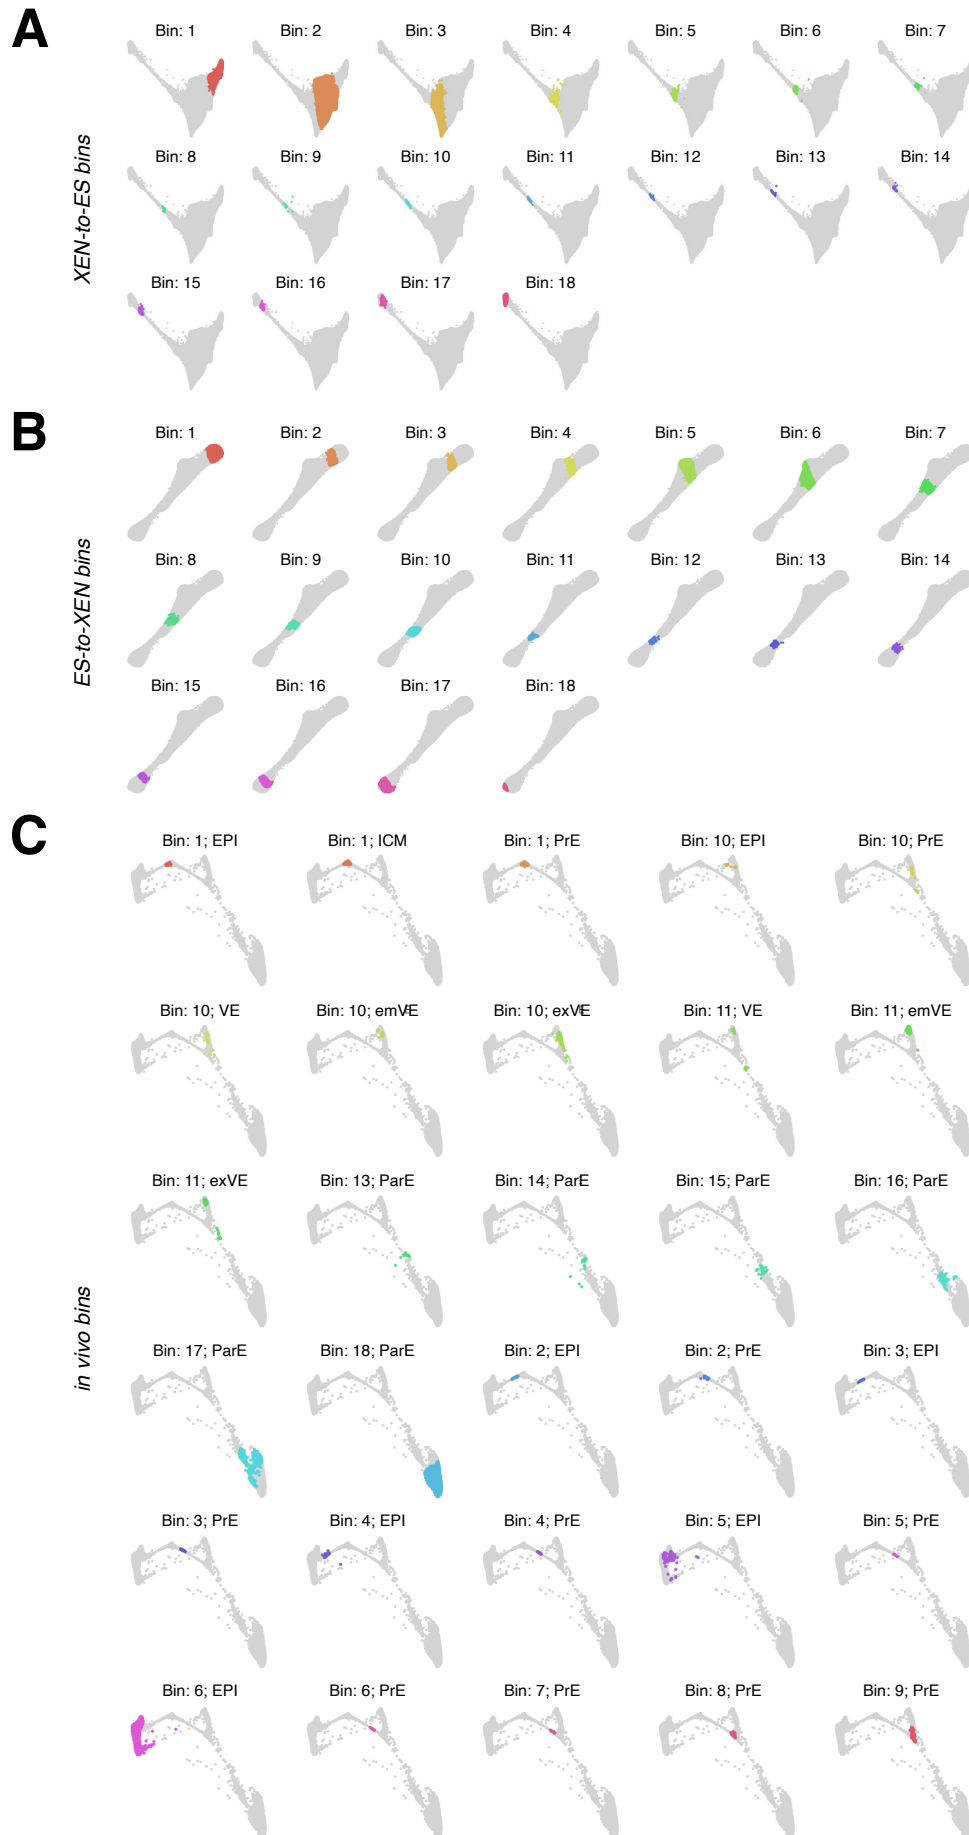 A
XEN-to-ES bins
Bin: 1 Bin: 2 Bin: 3 Bin: 4 Bin: 5 Bin: 6 Bin: 7
Bin: 8 Bin: 9 Bin: 10 Bin: 11 Bin: 12 Bin: 13 Bin: 14
Bin: 15 Bin: 16 Bin: 17 Bin: 18
B
ES-to-XEN bins
Bin: 1 Bin: 2 Bin: 3 Bin: 4 Bin: 5 Bin: 6 Bin: 7
Bin: 8 Bin: 9 Bin: 10 Bin: 11 Bin: 12 Bin: 13 Bin: 14
Bin: 15 Bin: 16 Bin: 17 Bin: 18
C
in vivo bins
Bin: 1; EPI Bin: 1; ICM Bin: 1; PrE Bin: 10; EPI Bin: 10; PrE
Bin: 10; VE Bin: 10; emVE Bin: 10; exVE Bin: 11; VE Bin: 11; emVE
Bin: 11; exVE Bin: 13; ParE Bin: 14; ParE Bin: 15; ParE Bin: 16; ParE
Bin: 17; ParE Bin: 18; ParE Bin: 2; EPI Bin: 2; PrE Bin: 3; EPI
Bin: 3; PrE Bin: 4; EPI Bin: 4; PrE Bin: 5; EPI Bin: 5; PrE
Bin: 6; EPI Bin: 6; PrE Bin: 7; PrE Bin: 8; PrE Bin: 9; PrE